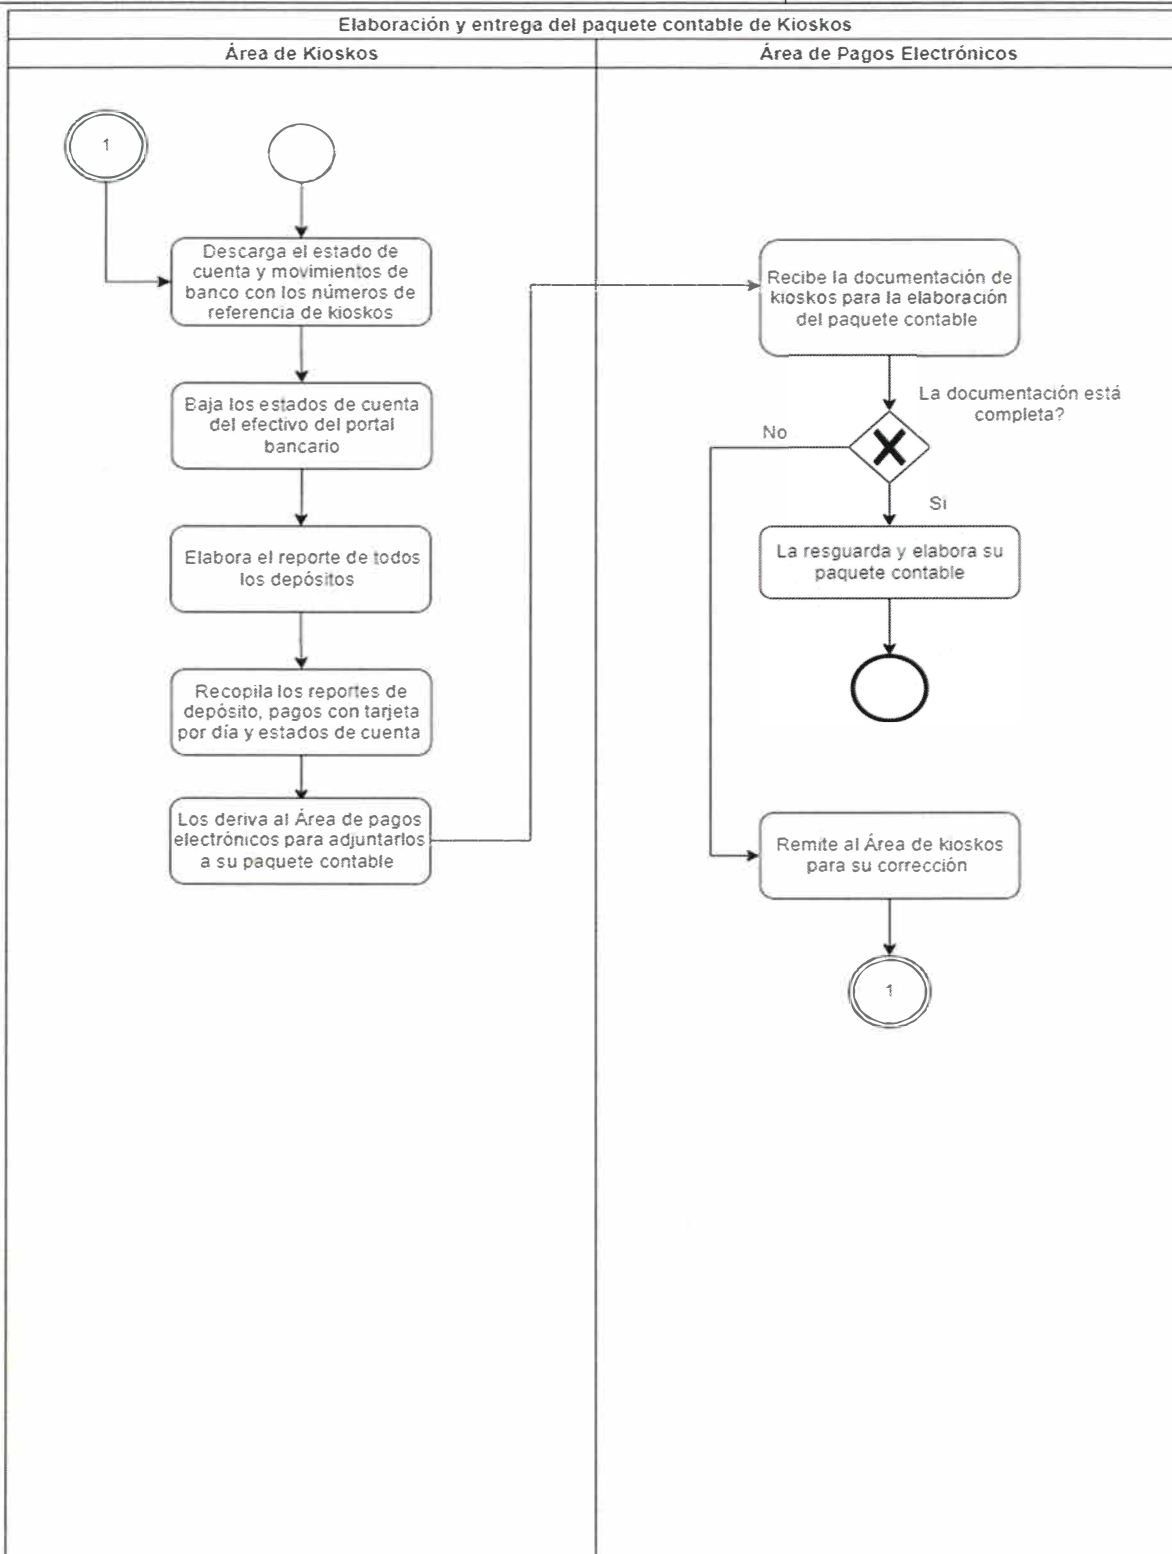 Elaboración y entrega del paquete contable de Kioskos
Área de Kioskos
Área de Pagos Electrónicos
1
Descarga el estado de
cuenta y movimientos de
banco con los números de
referencia de kioskos
Baja los estados de cuenta
del efectivo del portal
bancario
Elabora el reporte de todos
los depósitos
Recopila los reportes de
depósito, pagos con tarjeta
por día y estados de cuenta
Los deriva al Área de pagos
electrónicos para adjuntarlos
a su paquete contable
Recibe la documentación de
kioskos para la elaboración
del paquete contable
La documentación está
completa?
No
Si
La resguarda y elabora su
paquete contable
Remite al Área de kioskos
para su corrección
1